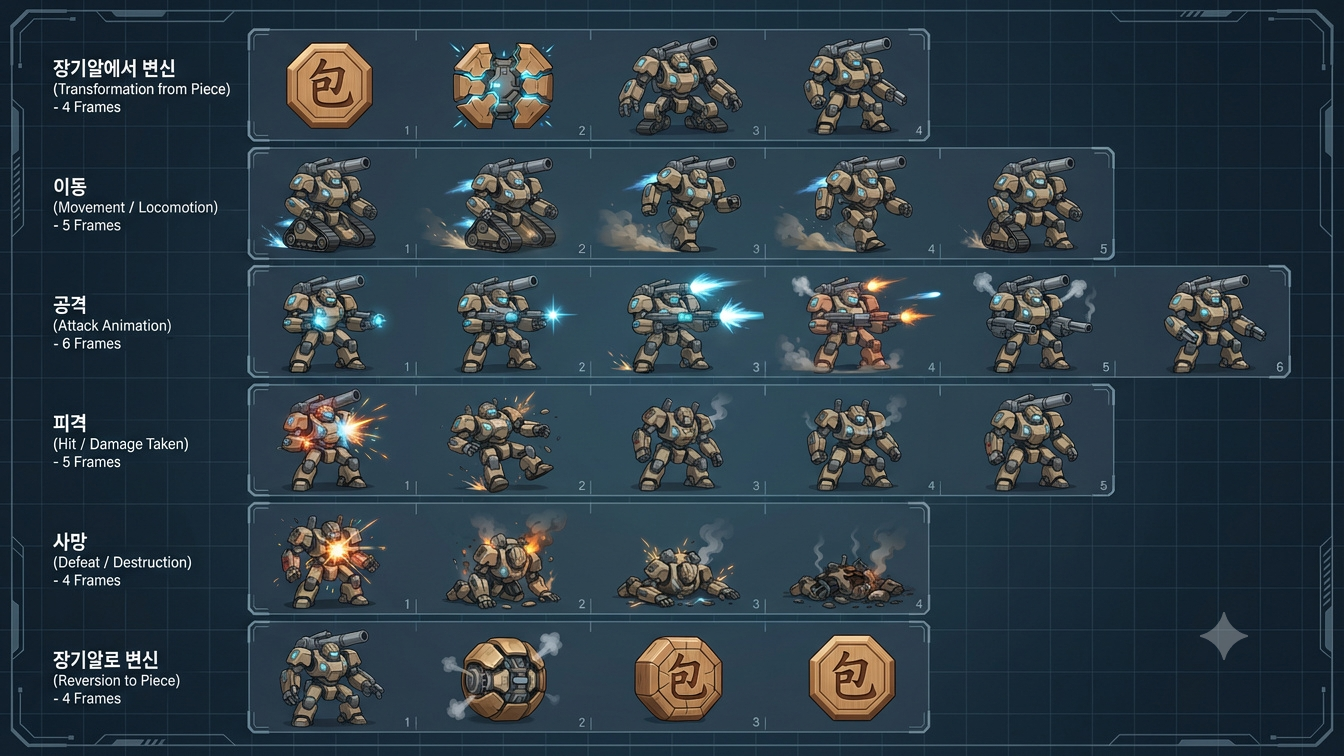 장기알에서 변신
(Transformation from Piece)
- 4 Frames
包
1
2
3
4
이동
(Movement / Locomotion)
- 5 Frames
1
2
3
4
5
공격
(Attack Animation)
- 6 Frames
1
2
3
4
5
6
피격
(Hit / Damage Taken)
- 5 Frames
1
2
3
4
5
사망
(Defeat / Destruction)
- 4 Frames
1
2
3
4
장기알로 변신
(Reversion to Piece)
- 4 Frames
包
包
1
2
3